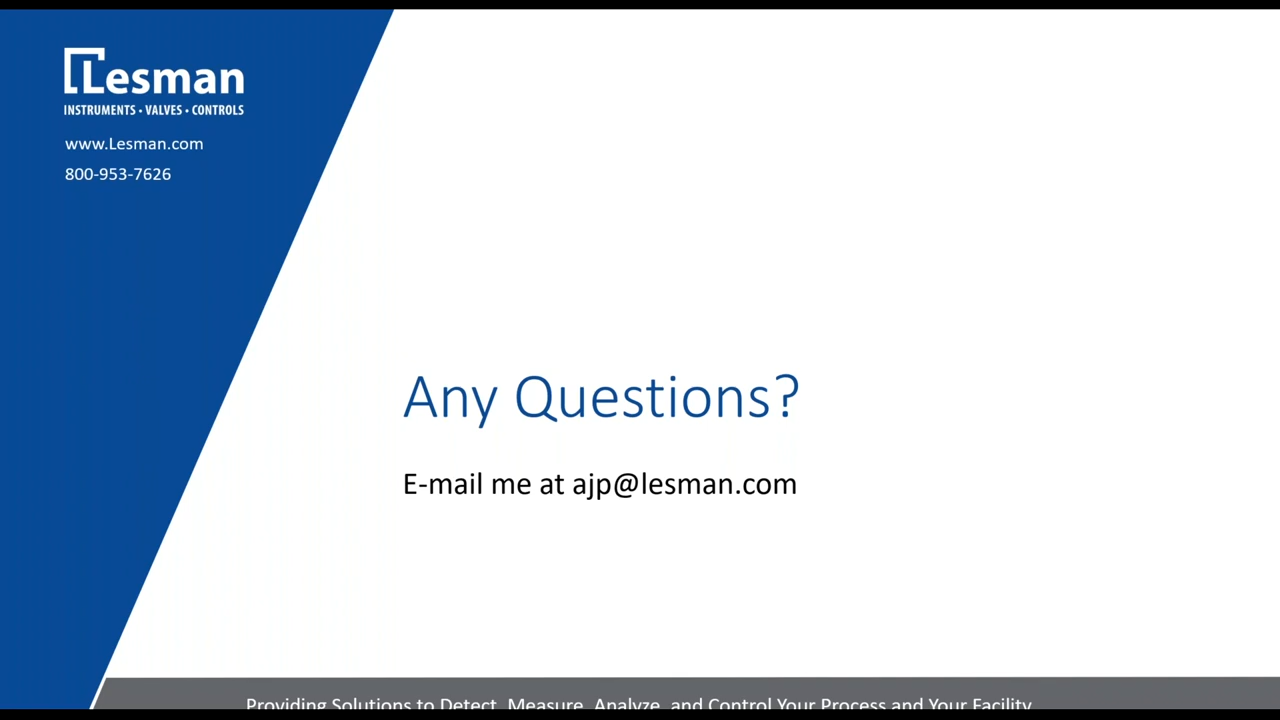 Lesman
INSTRUMENTS • VALVES • CONTROLS
www.Lesman.com
800-953-7626
Any Questions?
E-mail me at ajp@lesman.com
Providing Solutions to Detect, Measure, Analyze, and Control Your Process and Your Facility